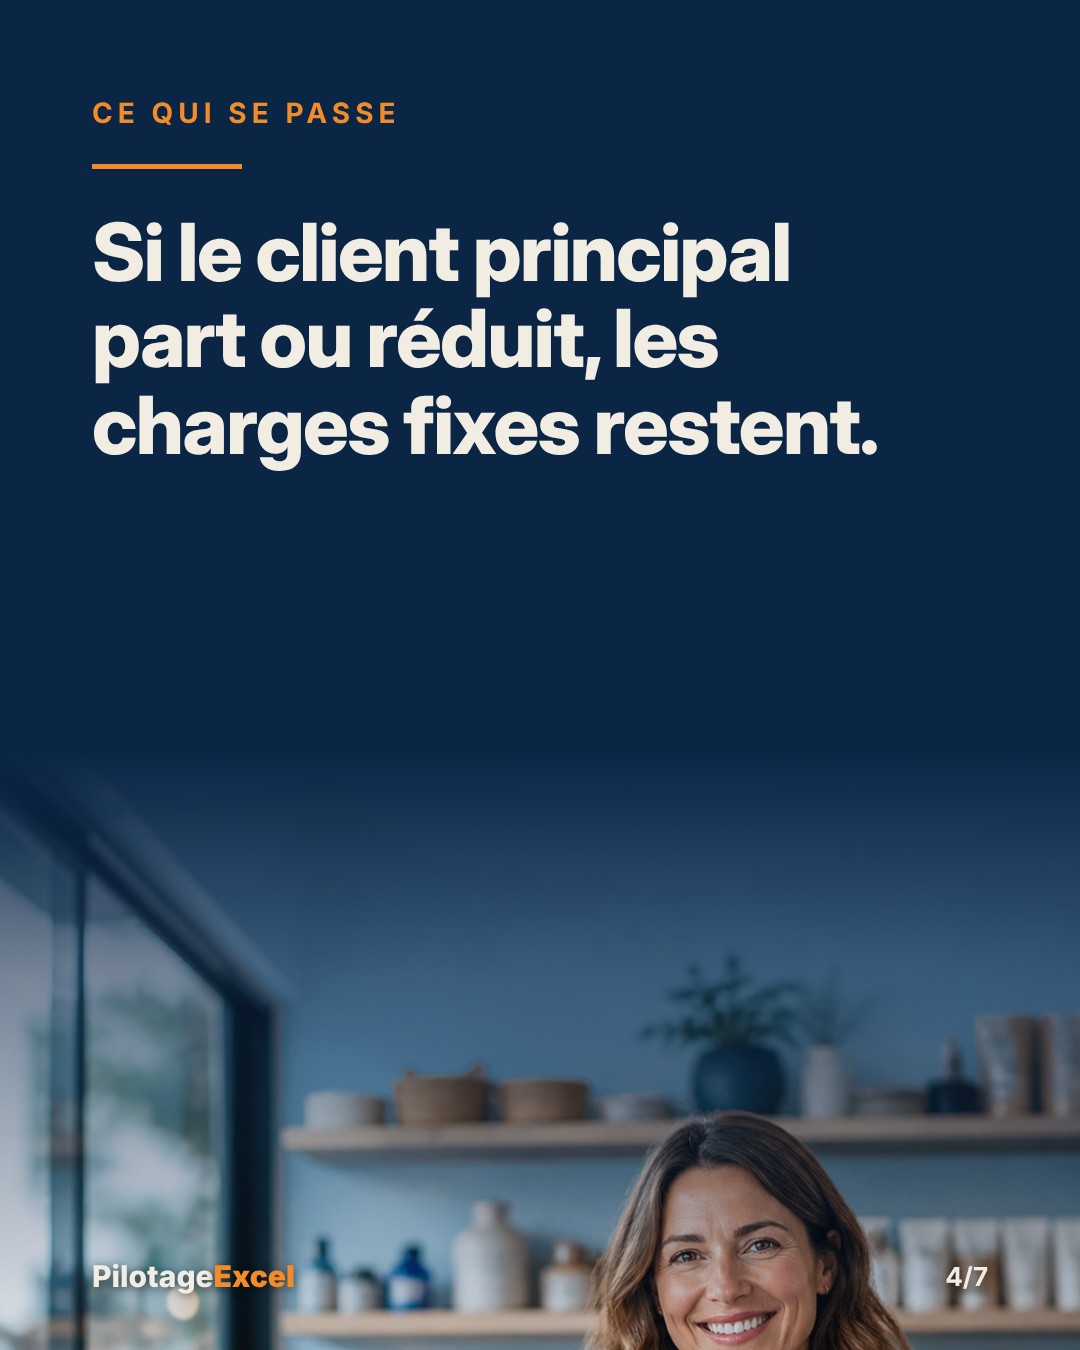 CE QUI SE PASSE
Si le client principal
part ou réduit, les
charges fixes restent.
PilotageExcel
4/7